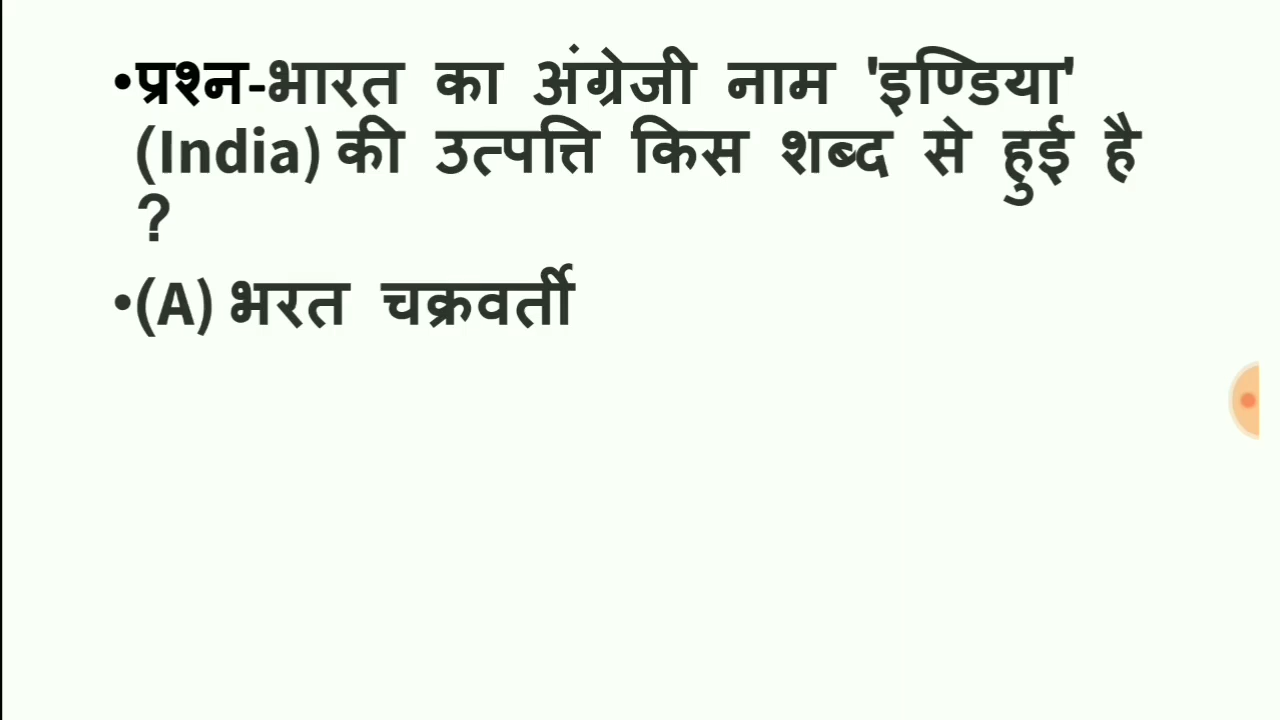 •प्रश्न-भारत का अंग्रेजी नाम 'इण्डिया'
(India) की उत्पत्ति किस शब्द से हुई है
?
•(A) भरत चक्रवर्ती